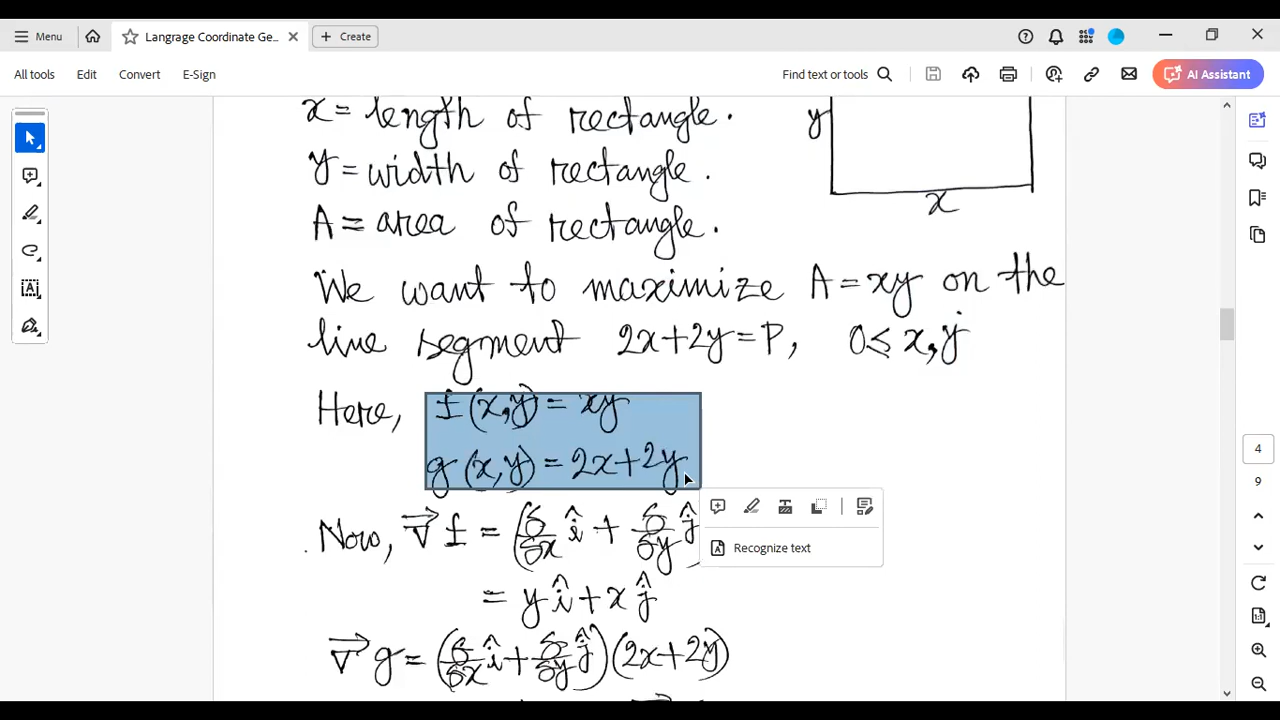 Menu
Langrage Coordinate Ge...
Create
All tools
Edit
Convert
E-Sign
Find text or tools
AI Assistant
x = length of rectangle.
y
y = width of rectangle.
x
A = area of rectangle.
We want to maximize A = xy on the
line segment 2x+2y=P, 0≤ x,y
Here, f(x,y) = xy
g(x,y) = 2x+2y
Now, ∇⃗f = (δ/δx î + δ/δy ĵ
Recognize text
= yî + xĵ
∇⃗g = (δ/δx î + δ/δy ĵ)(2x+2y)
4
9